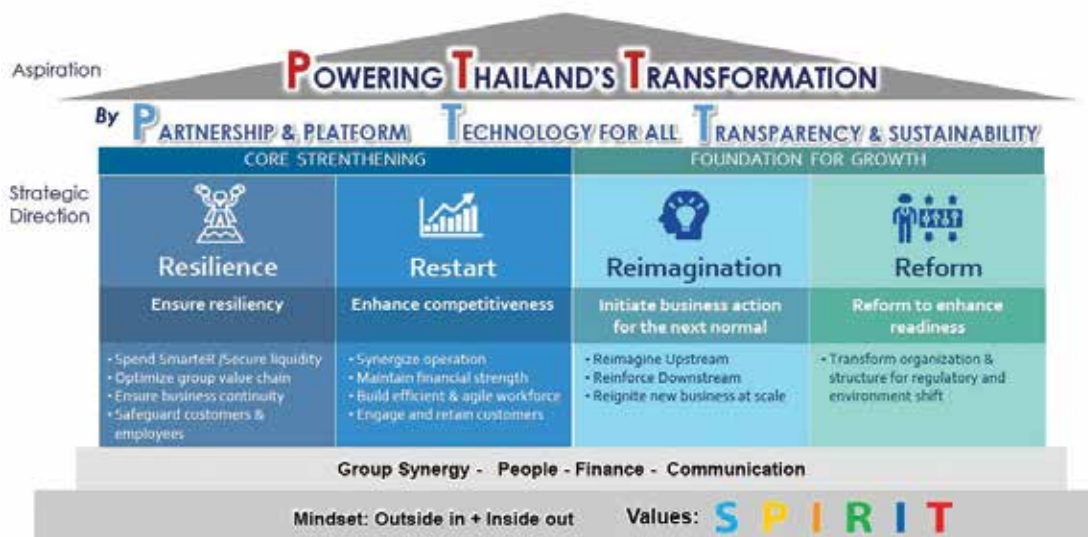 Aspiration
POWERING THAILAND'S TRANSFORMATION
By PARTNERSHIP & PLATFORM TECHNOLOGY FOR ALL TRANSPARENCY & SUSTAINABILITY
CORE STRENTHENING
FOUNDATION FOR GROWTH
Strategic
Direction
Resilience
Ensure resiliency
• Spend SmarteR /Secure liquidity
• Optimize group value chain
• Ensure business continuity
• Safeguard customers &
employees
Restart
Enhance competitiveness
• Synergize operation
• Maintain financial strength
• Build efficient & agile workforce
• Engage and retain customers
Reimagination
Initiate business action
for the next normal
• Reimagine Upstream
• Reinforce Downstream
• Reignite new business at scale
Reform
Reform to enhance
readiness
• Transform organization &
structure for regulatory and
environment shift
Group Synergy - People - Finance - Communication
Mindset: Outside in + Inside out Values: S P I R I T